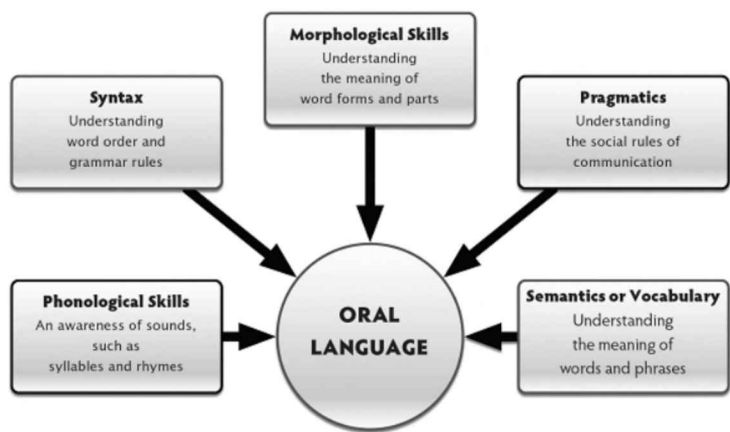 Morphological Skills
Understanding
the meaning of
word forms and parts
Syntax
Understanding
word order and
grammar rules
Pragmatics
Understanding
the social rules of
communication
Phonological Skills
An awareness of sounds,
such as
syllables and rhymes
ORAL
LANGUAGE
Semantics or Vocabulary
Understanding
the meaning of
words and phrases